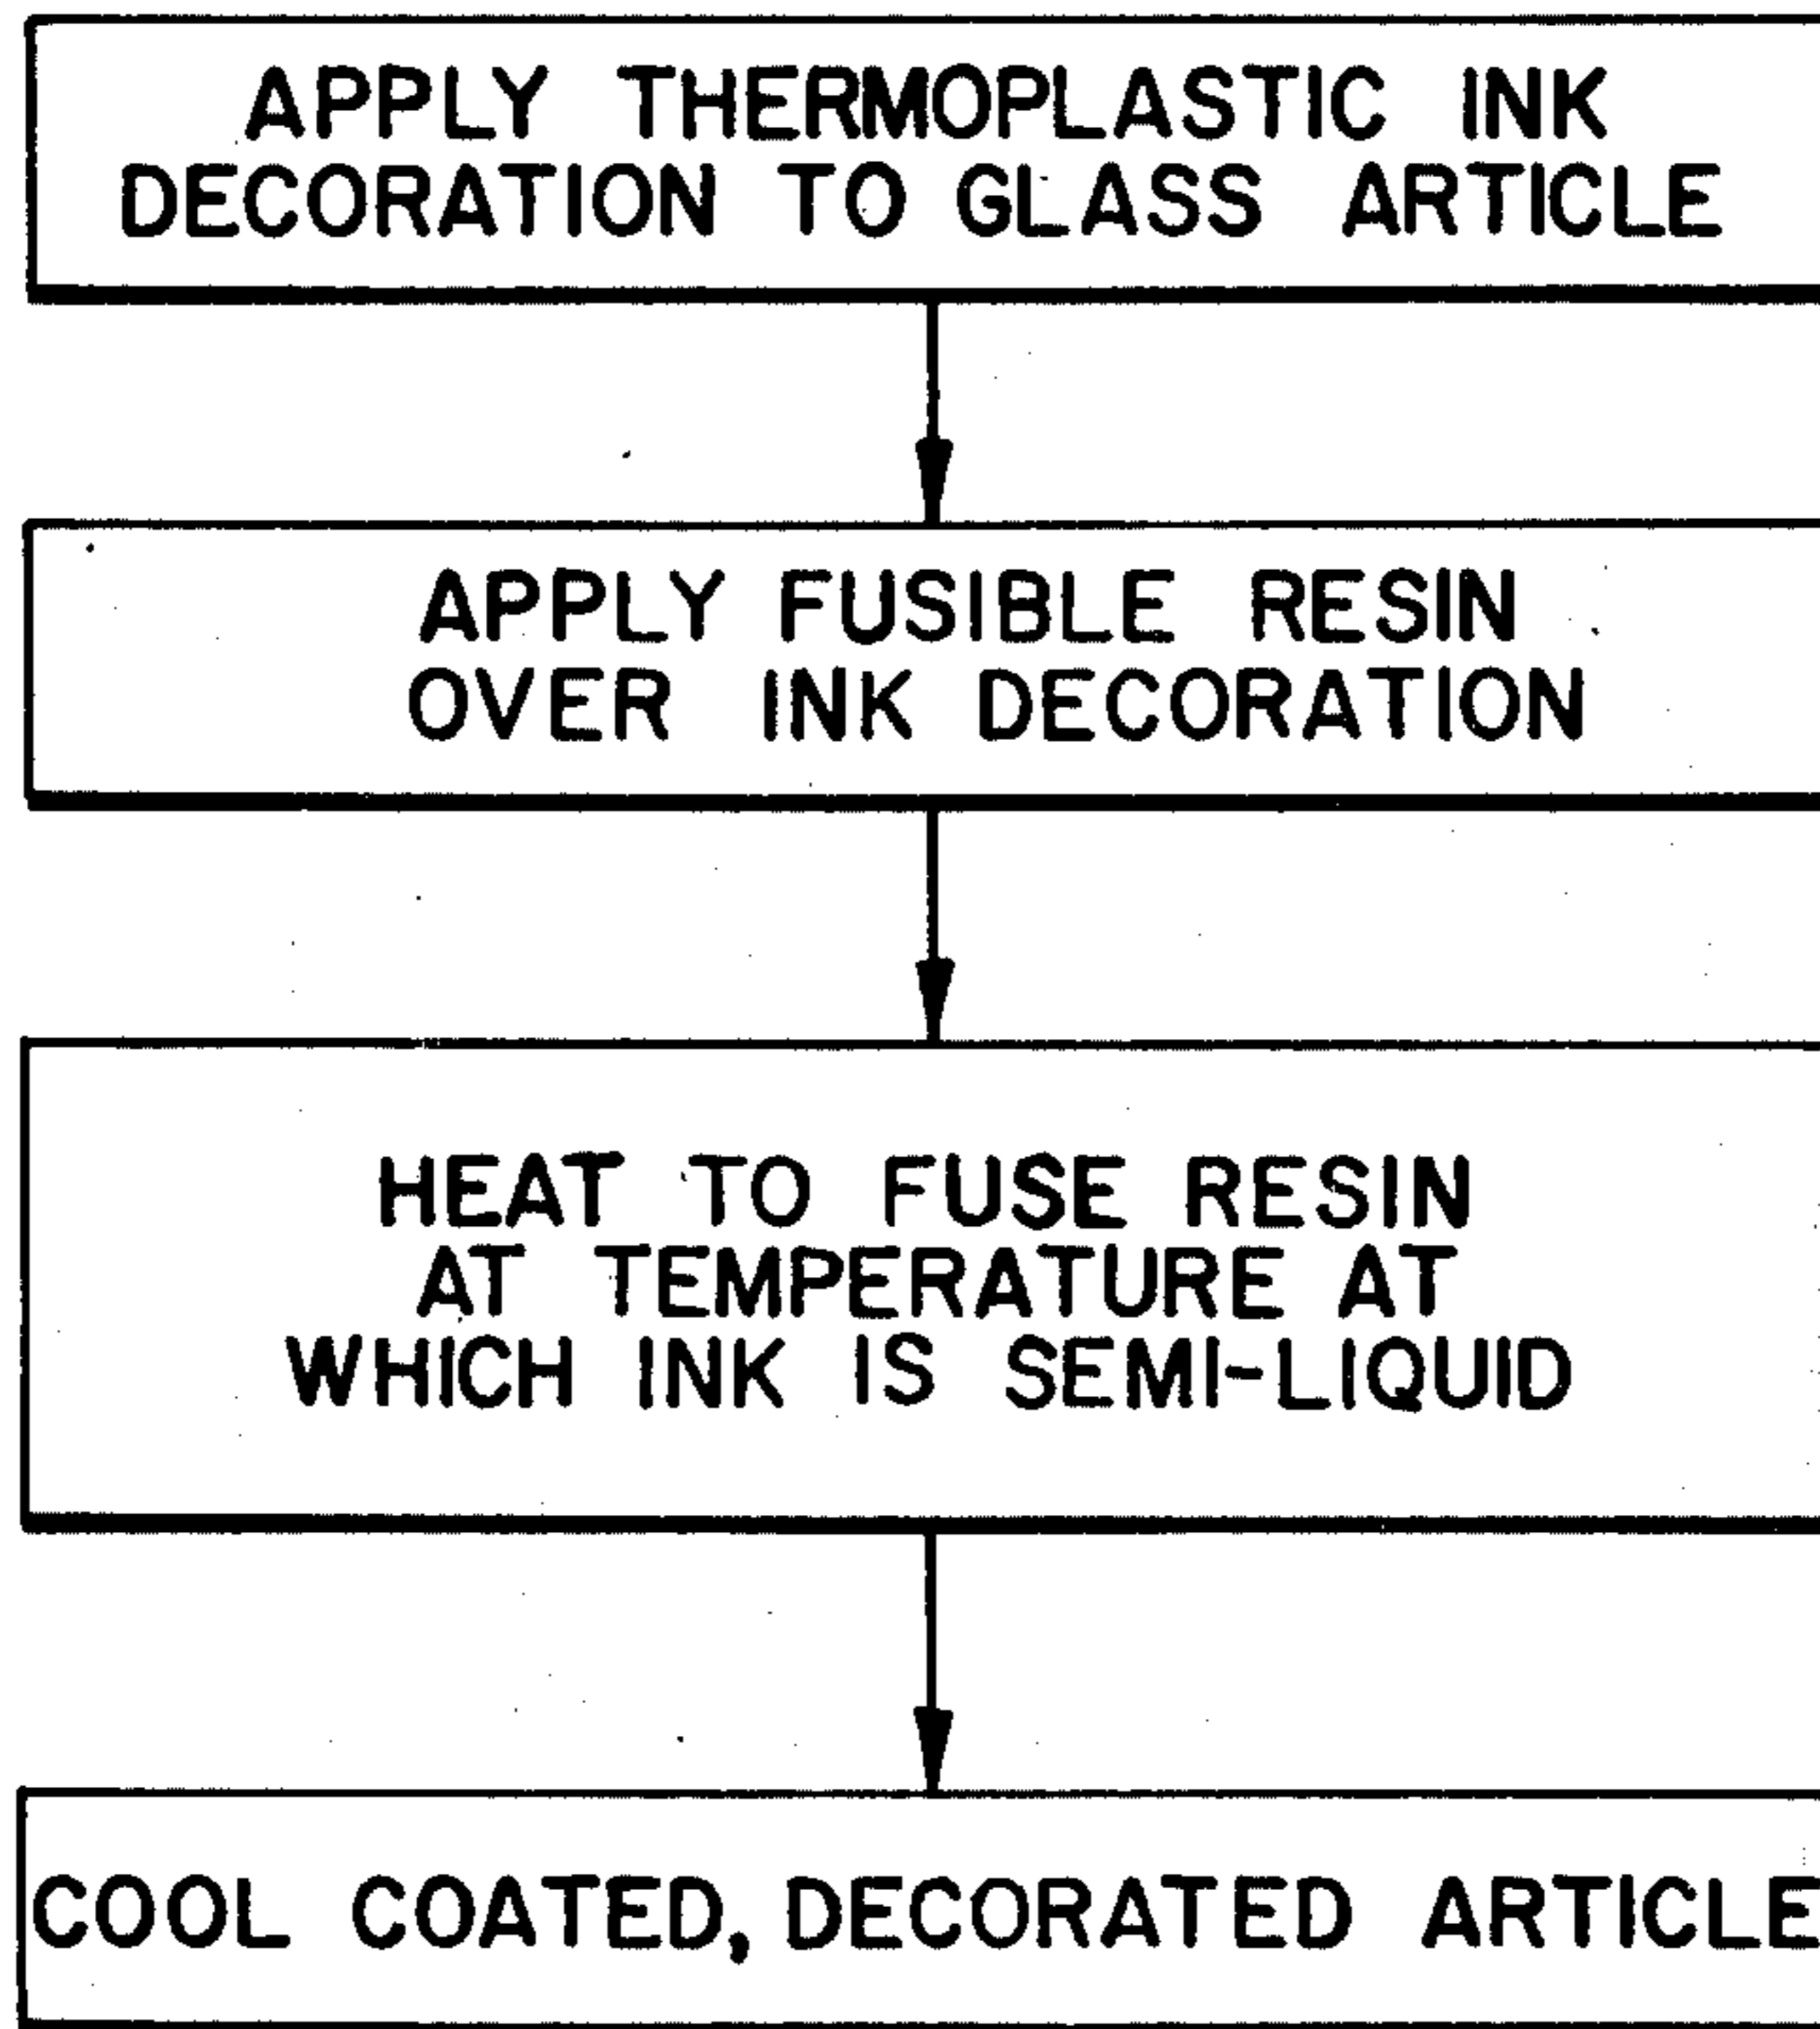 APPLY THERMOPLASTIC INK
DECORATION TO GLASS ARTICLE
APPLY FUSIBLE RESIN
OVER INK DECORATION
HEAT TO FUSE RESIN
AT TEMPERATURE AT
WHICH INK IS SEMI-LIQUID
COOL COATED, DECORATED ARTICLE